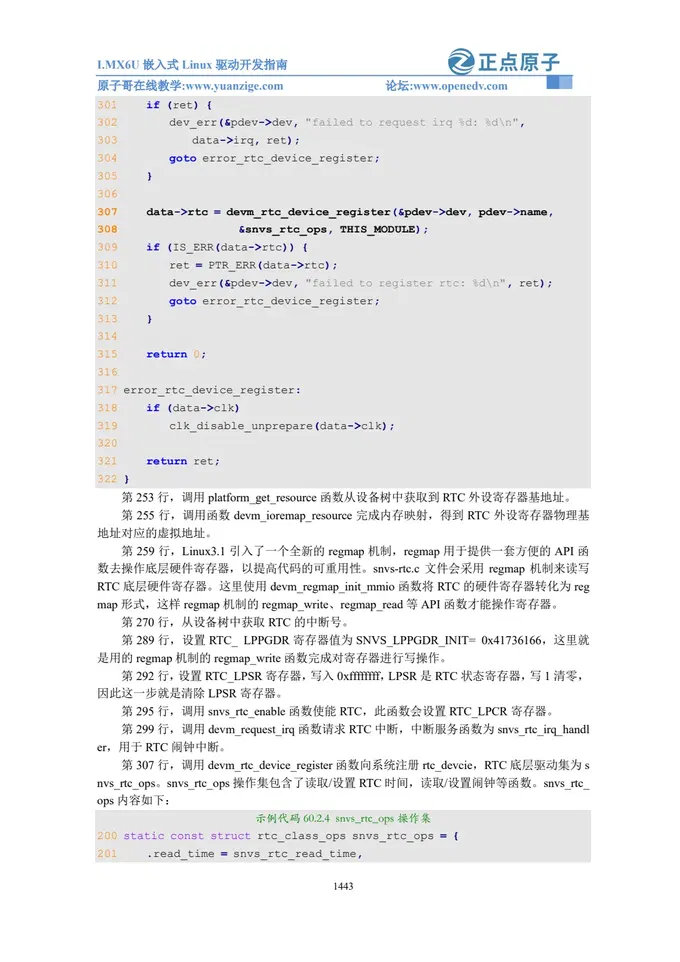 I.MX6U 嵌入式 Linux 驱动开发指南
正点原子
原子哥在线教学:www.yuanzige.com 论坛:www.openedv.com
301 if (ret) {
302 dev_err(&pdev->dev, "failed to request irq %d: %d\n",
303 data->irq, ret);
304 goto error_rtc_device_register;
305 }
306
307 data->rtc = devm_rtc_device_register(&pdev->dev, pdev->name,
308 &snvs_rtc_ops, THIS_MODULE);
309 if (IS_ERR(data->rtc)) {
310 ret = PTR_ERR(data->rtc);
311 dev_err(&pdev->dev, "failed to register rtc: %d\n", ret);
312 goto error_rtc_device_register;
313 }
314
315 return 0;
316
317 error_rtc_device_register:
318 if (data->clk)
319 clk_disable_unprepare(data->clk);
320
321 return ret;
322 }
第 253 行，调用 platform_get_resource 函数从设备树中获取到 RTC 外设寄存器基地址。
第 255 行，调用函数 devm_ioremap_resource 完成内存映射，得到 RTC 外设寄存器物理基
地址对应的虚拟地址。
第 259 行，Linux3.1 引入了一个全新的 regmap 机制，regmap 用于提供一套方便的 API 函
数去操作底层硬件寄存器，以提高代码的可重用性。snvs-rtc.c 文件会采用 regmap 机制来读写
RTC 底层硬件寄存器。这里使用 devm_regmap_init_mmio 函数将 RTC 的硬件寄存器转化为 reg
map 形式，这样 regmap 机制的 regmap_write、regmap_read 等 API 函数才能操作寄存器。
第 270 行，从设备树中获取 RTC 的中断号。
第 289 行，设置 RTC_ LPPGDR 寄存器值为 SNVS_LPPGDR_INIT= 0x41736166，这里就
是用的 regmap 机制的 regmap_write 函数完成对寄存器进行写操作。
第 292 行，设置 RTC_LPSR 寄存器，写入 0xffffffff，LPSR 是 RTC 状态寄存器，写 1 清零，
因此这一步就是清除 LPSR 寄存器。
第 295 行，调用 snvs_rtc_enable 函数使能 RTC，此函数会设置 RTC_LPCR 寄存器。
第 299 行，调用 devm_request_irq 函数请求 RTC 中断，中断服务函数为 snvs_rtc_irq_handl
er，用于 RTC 闹钟中断。
第 307 行，调用 devm_rtc_device_register 函数向系统注册 rtc_devcie，RTC 底层驱动集为 s
nvs_rtc_ops。snvs_rtc_ops 操作集包含了读取/设置 RTC 时间，读取/设置闹钟等函数。snvs_rtc_
ops 内容如下：
示例代码 60.2.4 snvs_rtc_ops 操作集
200 static const struct rtc_class_ops snvs_rtc_ops = {
201 .read_time = snvs_rtc_read_time,
1443